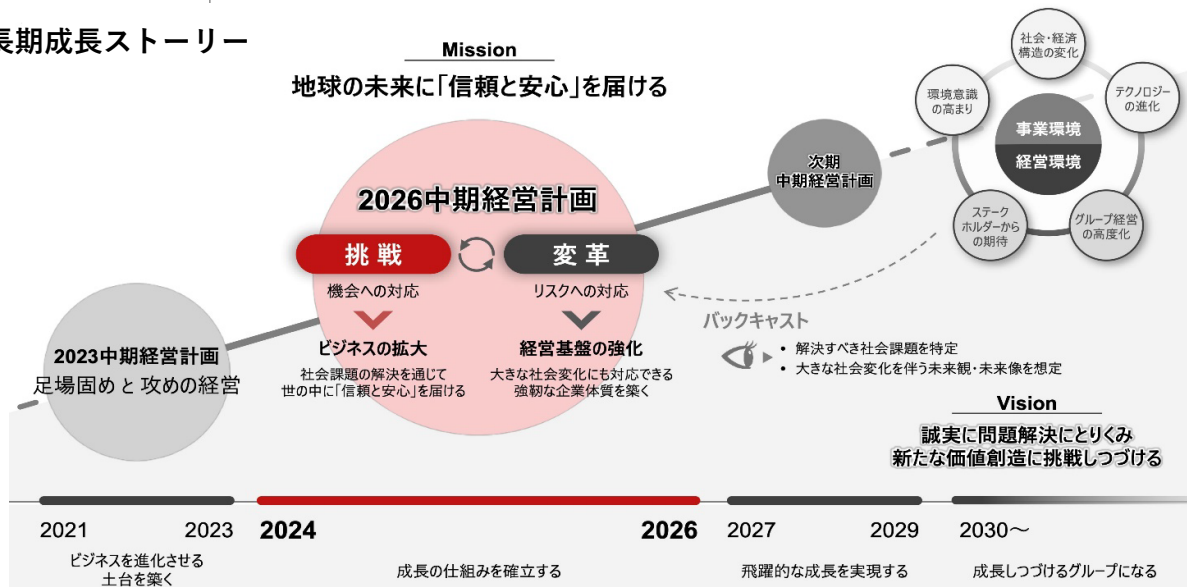 長期成長ストーリー
Mission
地球の未来に「信頼と安心」を届ける
社会・経済
構造の変化
環境意識
の高まり
テクノロジー
の進化
事業環境
経営環境
ステーク
ホルダーから
の期待
グループ経営
の高度化
次期
中期経営計画
2026中期経営計画
挑戦
変革
機会への対応
リスクへの対応
ビジネスの拡大
経営基盤の強化
社会課題の解決を通じて
世の中に「信頼と安心」を届ける
大きな社会変化にも対応できる
強靭な企業体質を築く
2023中期経営計画
足場固めと攻めの経営
バックキャスト
• 解決すべき社会課題を特定
• 大きな社会変化を伴う未来観・未来像を想定
Vision
誠実に問題解決にとりくみ
新たな価値創造に挑戦しつづける
2021 2023 2024 2026 2027 2029 2030～
ビジネスを進化させる
土台を築く
成長の仕組みを確立する
飛躍的な成長を実現する
成長しつづけるグループになる